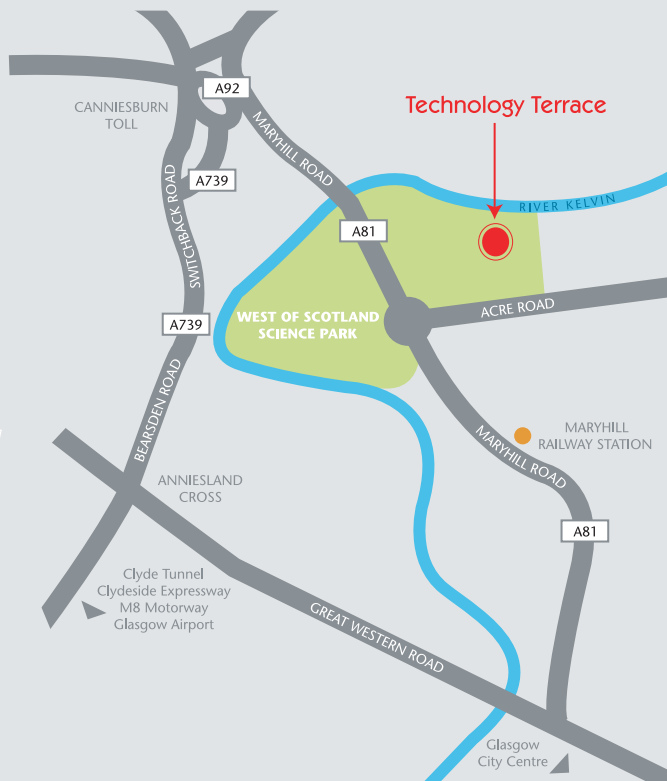 A92
CANNIESBURN
TOLL
Technology Terrace
MARYHILL ROAD
A739
SWITCHBACK ROAD
RIVER KELVIN
A81
WEST OF SCOTLAND
SCIENCE PARK
ACRE ROAD
A739
BEARSDEN ROAD
MARYHILL
RAILWAY STATION
MARYHILL ROAD
ANNIESLAND
CROSS
A81
Clyde Tunnel
Clydeside Expressway
M8 Motorway
Glasgow Airport
GREAT WESTERN ROAD
Glasgow
City Centre